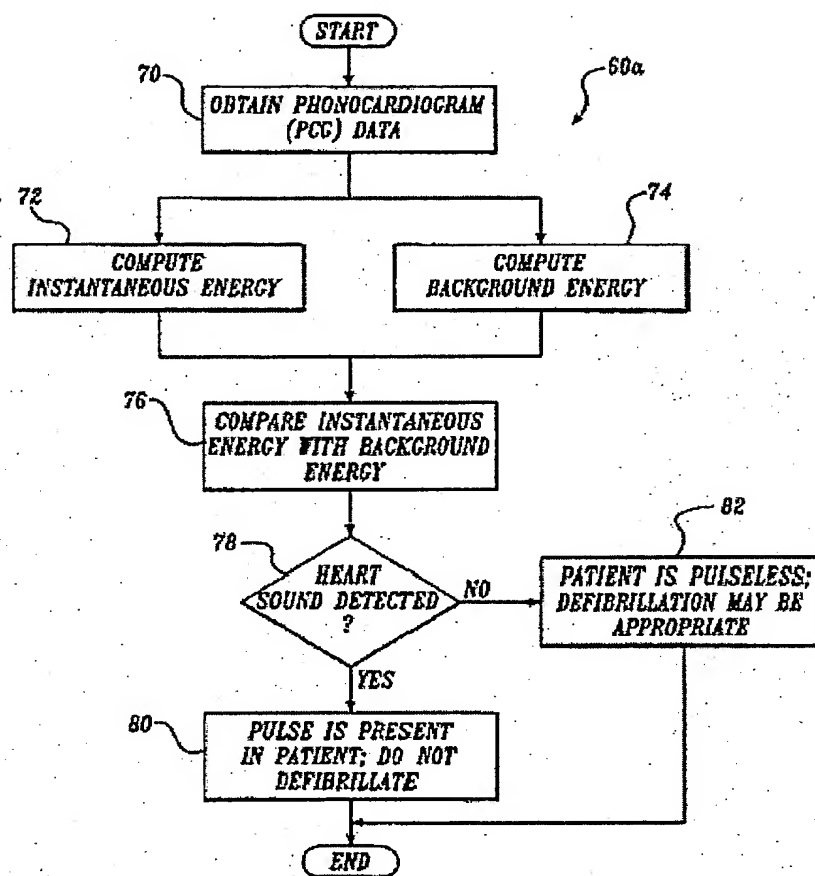 START
70
60a
OBTAIN PHONOCARDIOGRAM
(PCG) DATA
72
74
COMPUTE
INSTANTANEOUS ENERGY
COMPUTE
BACKGROUND ENERGY
76
COMPARE INSTANTANEOUS
ENERGY WITH BACKGROUND
ENERGY
78
HEART
SOUND DETECTED
?
NO
82
PATIENT IS PULSELESS;
DEFIBRILLATION MAY BE
APPROPRIATE
YES
80
PULSE IS PRESENT
IN PATIENT; DO NOT
DEFIBRILLATE
END